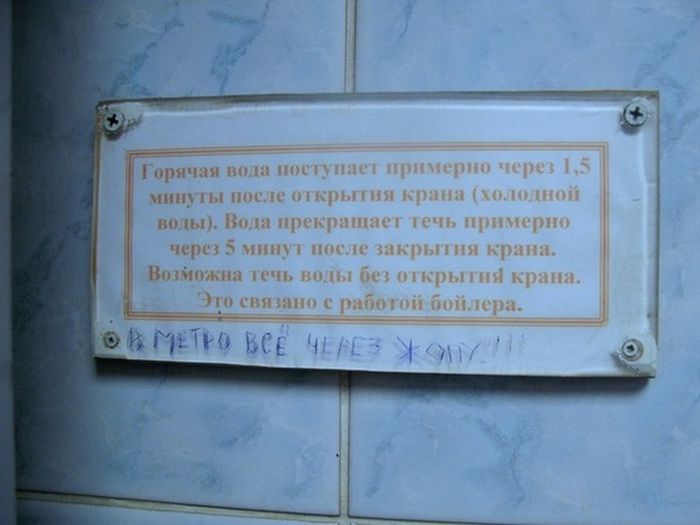 Горячая вода поступает примерно через 1,5
минуты после открытия крана (холодной
воды). Вода прекращает течь примерно
через 5 минут после закрытия крана.
Возможна течь воды без открытия крана.
Это связано с работой бойлера.
В МЕТРО ВСЁ ЧЕРЕЗ ЖОПУ!!!